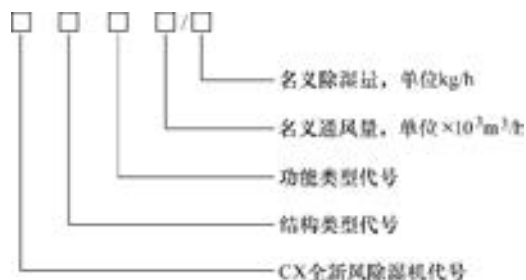 □ □ □ □/□
名义除湿量，单位kg/h
名义通风量，单位×10³m³/h
功能类型代号
结构类型代号
CX全新风除湿机代号